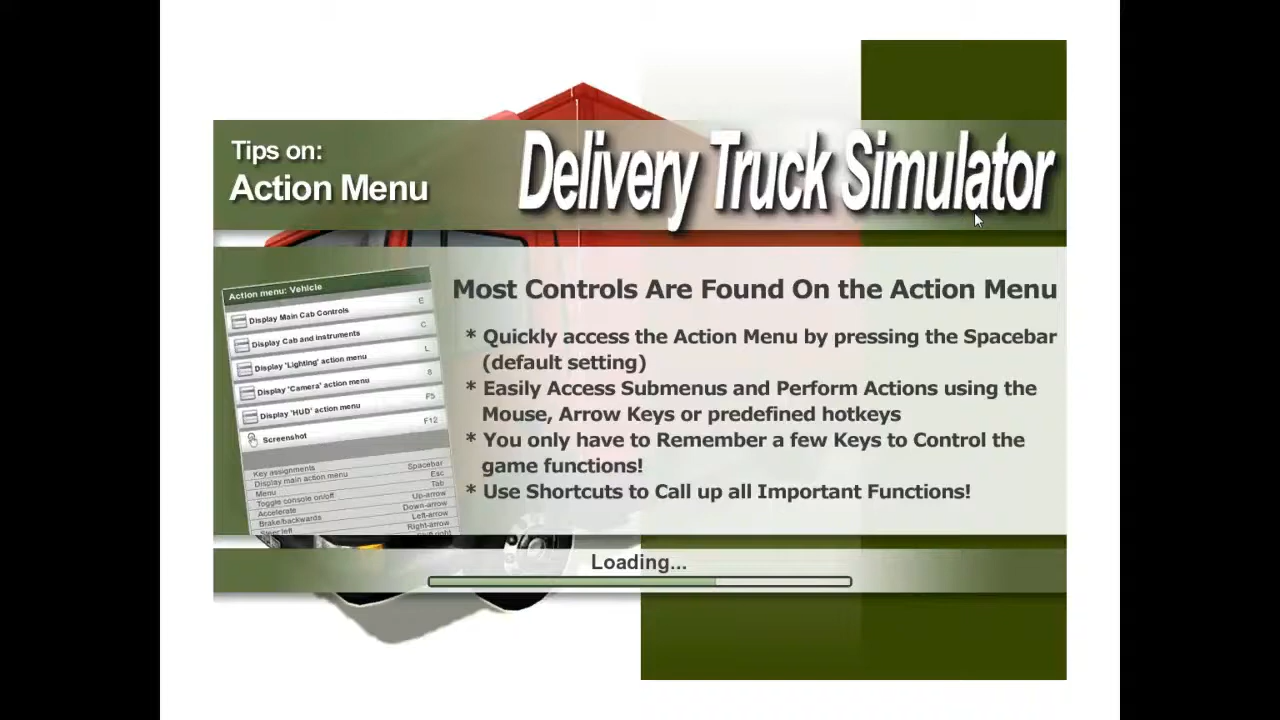 Tips on:
Action Menu
Delivery Truck Simulator
Most Controls Are Found On the Action Menu
* Quickly access the Action Menu by pressing the Spacebar
(default setting)
* Easily Access Submenus and Perform Actions using the
Mouse, Arrow Keys or predefined hotkeys
* You only have to Remember a few Keys to Control the
game functions!
* Use Shortcuts to Call up all Important Functions!
Action menu: Vehicle
Display Main Cab Controls E
Display Cab and Instruments C
Display 'Lighting' action menu L
Display 'Camera' action menu 8
Display 'HUD' action menu F5
Screenshot F12
Key assignments
Display main action menu Spacebar
Menu Esc
Toggle console on/off Tab
Accelerate Up-arrow
Brake/backwards Down-arrow
Steer left Left-arrow
Right-arrow
Loading...